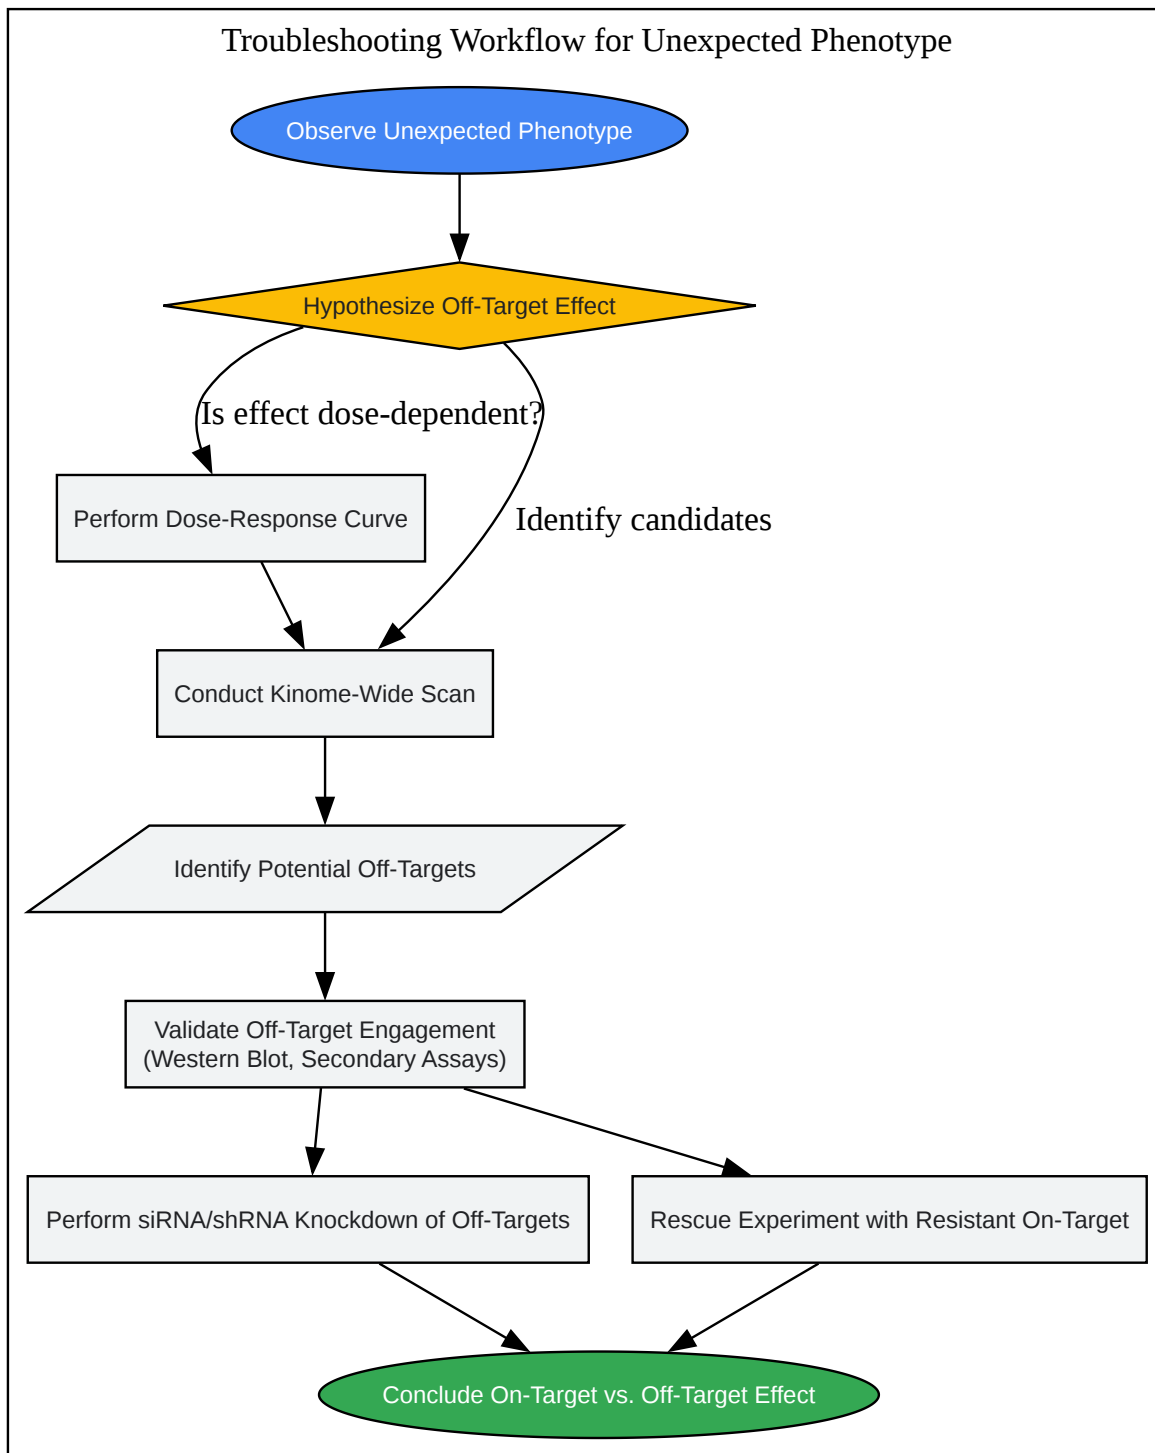 Troubleshooting Workflow for Unexpected Phenotype
Observe Unexpected Phenotype
Hypothesize Off-Target Effect
Is effect dose-dependent?
Perform Dose-Response Curve
Identify candidates
Conduct Kinome-Wide Scan
Identify Potential Off-Targets
Validate Off-Target Engagement
(Western Blot, Secondary Assays)
Perform siRNA/shRNA Knockdown of Off-Targets
Rescue Experiment with Resistant On-Target
Conclude On-Target vs. Off-Target Effect